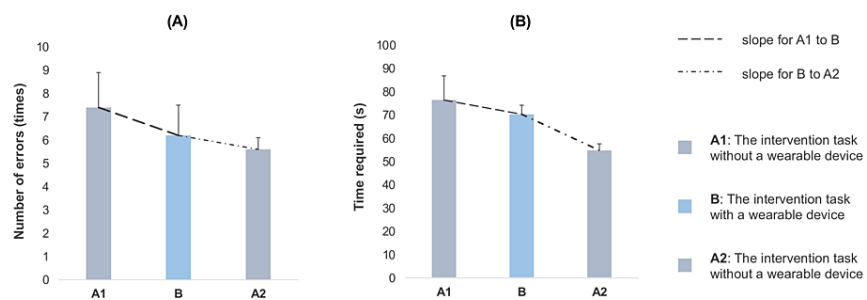 (A)
Number of errors (times)
10
9
8
7
6
5
4
3
2
1
0
A1 B A2
(B)
Time required (s)
100
90
80
70
60
50
40
30
20
10
0
A1 B A2
slope for A1 to B
slope for B to A2
A1: The intervention task
without a wearable device
B: The intervention task
with a wearable device
A2: The intervention task
without a wearable device